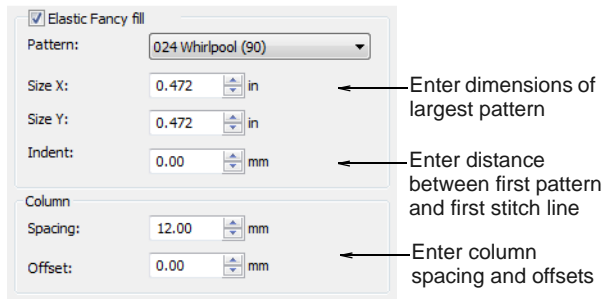 Elastic Fancy fill
Pattern: 024 Whirlpool (90)
Size X: 0.472 in
Enter dimensions of
largest pattern
Size Y: 0.472 in
Indent: 0.00 mm
Enter distance
between first pattern
and first stitch line
Column
Spacing: 12.00 mm
Enter column
spacing and offsets
Offset: 0.00 mm